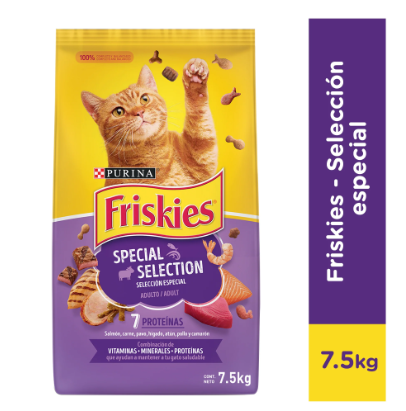 100%
PURINA
Friskies
SPECIAL
SELECTION
SELECCIÓN ESPECIAL
ADULTO / ADULT
7 PROTEÍNAS
Salmón, carne, pavo, hígado, atún, pollo y camarón
Combinación de
VITAMINAS + MINERALES + PROTEÍNAS
que ayudan a mantener a tu gato saludable
CONT. NETO 7.5kg
Friskies - Selección
especial
7.5kg